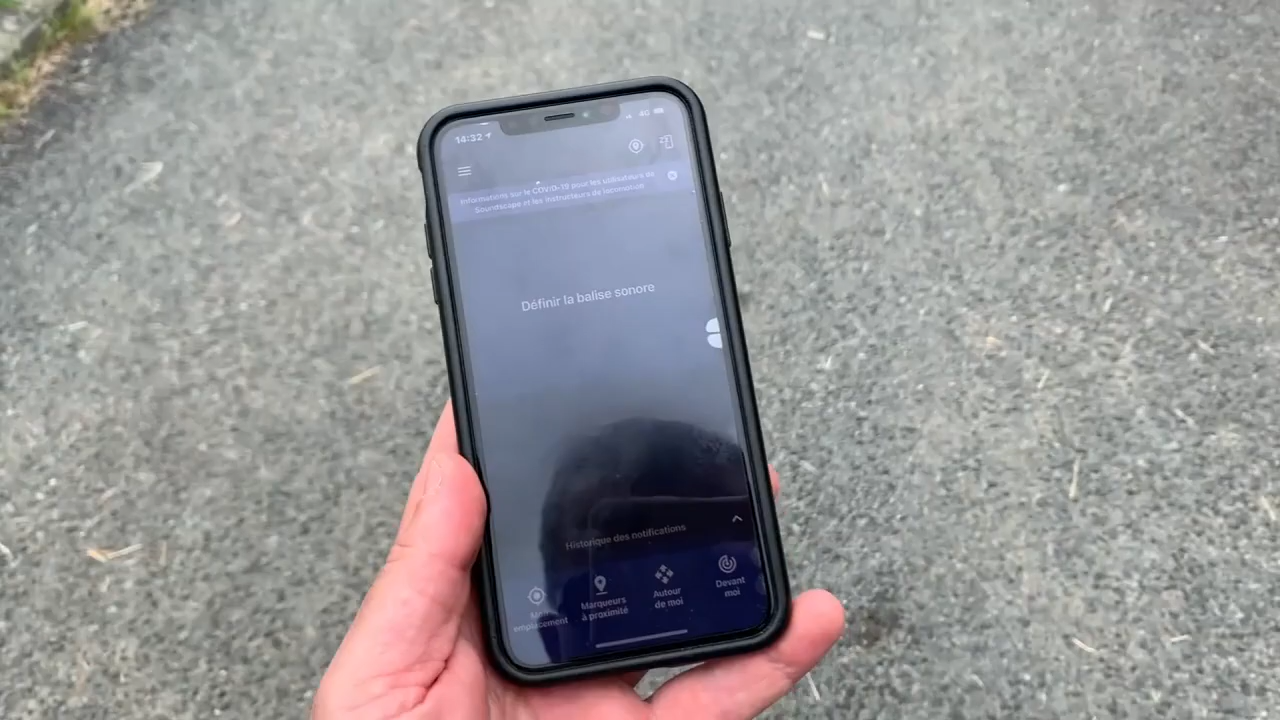 14:32
4G
Informations sur le COVID-19 pour les utilisateurs de
Soundscape et les instructeurs de locomotion
Définir la balise sonore
Historique des notifications
Mon
emplacement
Marqueurs
à proximité
Autour
de moi
Devant
moi